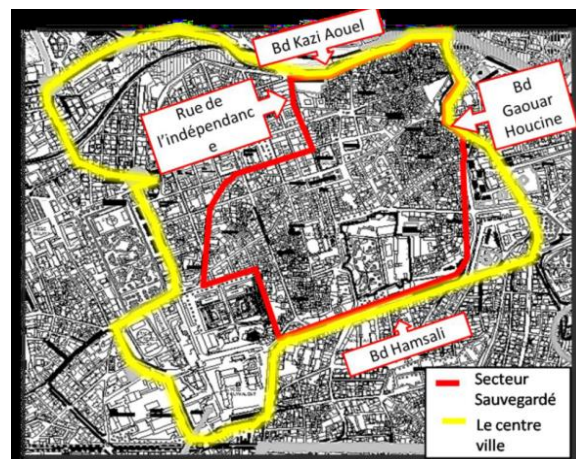 Bd Kazi Aouel
Rue de
l'indépendanc
e
Bd
Gaouar
Houcine
Bd Hamsali
Secteur
Sauvegardé
Le centre
ville